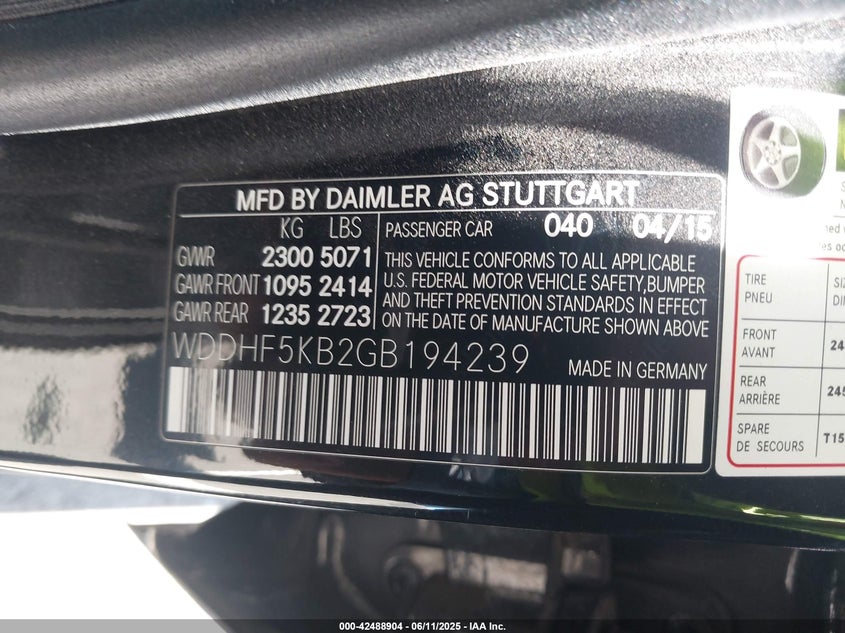 MFD BY DAIMLER AG STUTTGART
KG LBS
GVWR 2300 5071
GAWR FRONT 1095 2414
GAWR REAR 1235 2723
PASSENGER CAR 040 04/15
THIS VEHICLE CONFORMS TO ALL APPLICABLE
U.S. FEDERAL MOTOR VEHICLE SAFETY,BUMPER
AND THEFT PREVENTION STANDARDS IN EFFECT
ON THE DATE OF MANUFACTURE SHOWN ABOVE
WDDHF5KB2GB194239 MADE IN GERMANY
TIRE
PNEU
FRONT
AVANT
REAR
ARRIÈRE
SPARE
DE SECOURS
T15
000-42488904 - 06/11/2025 - IAA Inc.